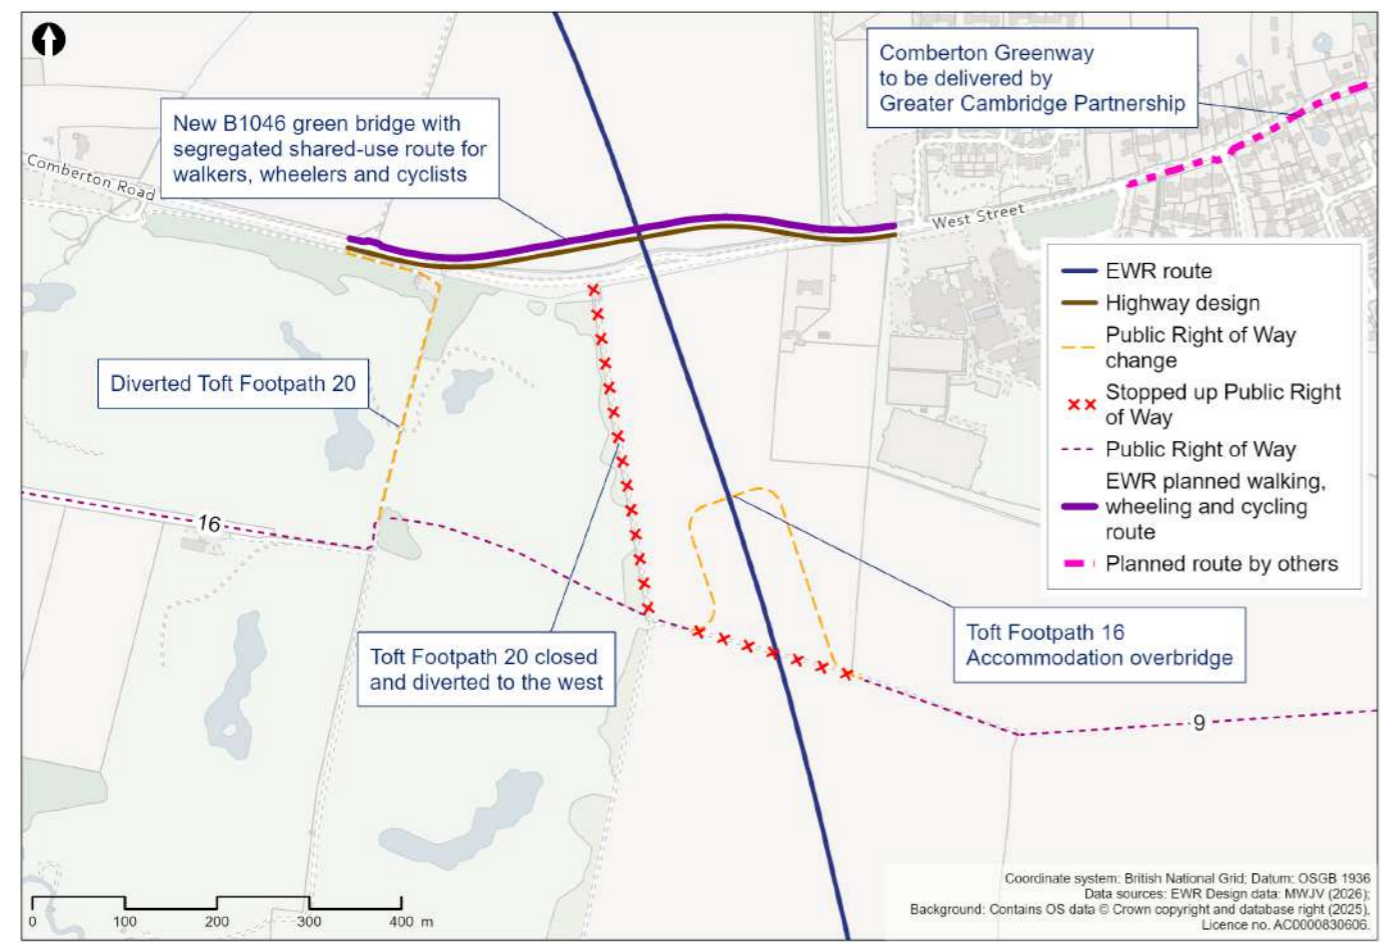 Comberton Greenway
to be delivered by
Greater Cambridge Partnership
New B1046 green bridge with
segregated shared-use route for
walkers, wheelers and cyclists
Comberton Road
West Street
EWR route
Highway design
Public Right of Way
change
Stopped up Public Right
of Way
Public Right of Way
EWR planned walking,
wheeling and cycling
route
Planned route by others
Diverted Toft Footpath 20
16
Toft Footpath 16
Accommodation overbridge
Toft Footpath 20 closed
and diverted to the west
9
0 100 200 300 400 m
Coordinate system: British National Grid; Datum: OSGB 1936
Data sources: EWR Design data: MWJV (2026);
Background: Contains OS data © Crown copyright and database right (2025),
Licence no. AC0000830606.